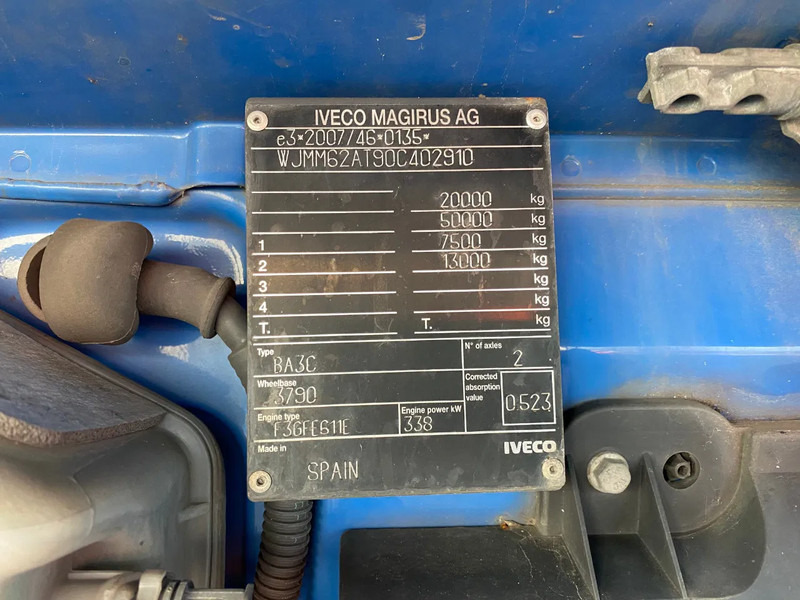 IVECO MAGIRUS AG
e3*2007/46*0135*
WJMM62AT90C402910
20000 kg
50000 kg
1 7500 kg
2 13000 kg
3 kg
4 kg
T. T. kg
Type BA3C N° of axles 2
Wheelbase 3790 Corrected absorption value 0.523
Engine type F3GFE611E Engine power kW 338
Made in SPAIN IVECO